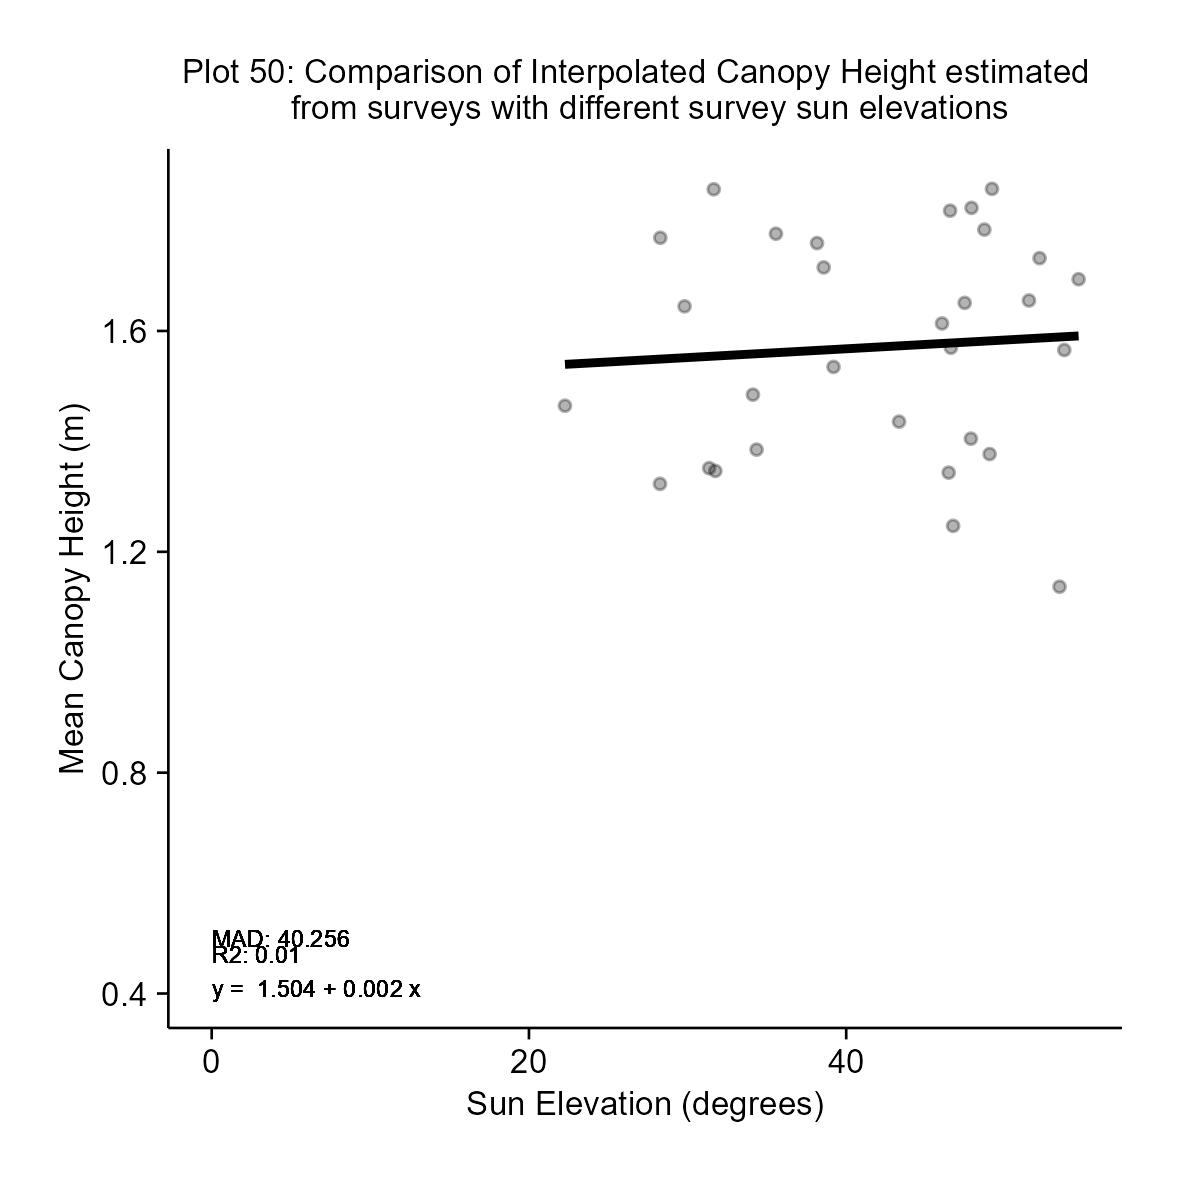 Plot 50: Comparison of Interpolated Canopy Height estimated
from surveys with different survey sun elevations
Mean Canopy Height (m)
1.6
1.2
0.8
0.4
MAD: 40.256
R2: 0.01
y = 1.504 + 0.002 x
0 20 40
Sun Elevation (degrees)